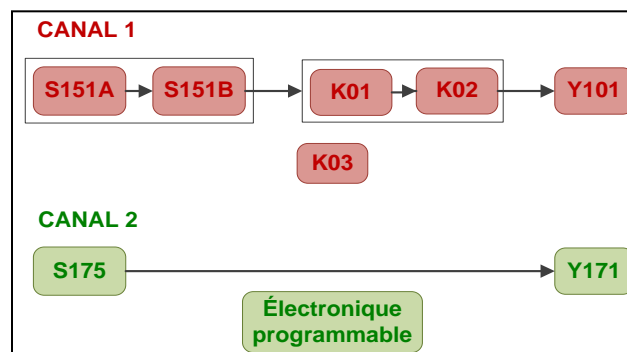 CANAL 1
S151A
S151B
K01
K02
Y101
K03
CANAL 2
S175
Y171
Électronique
programmable